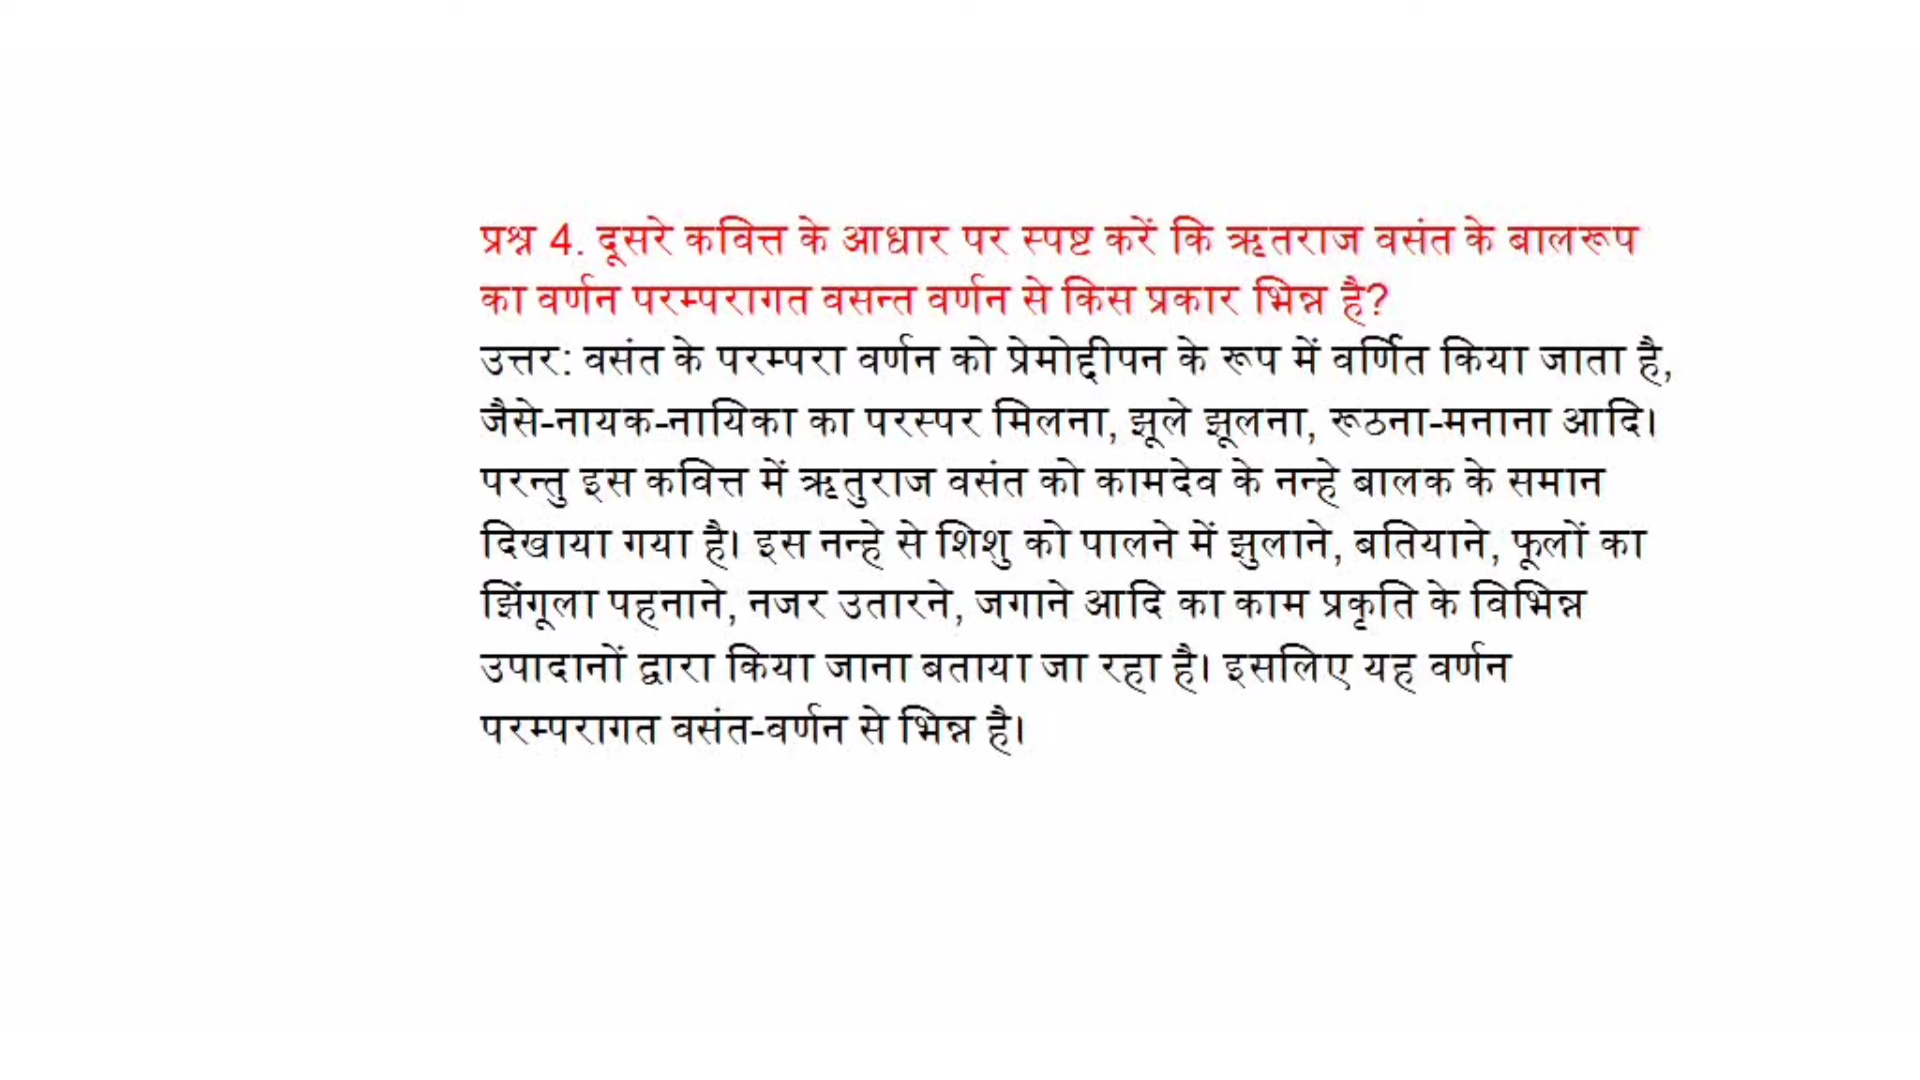 प्रश्न 4. दूसरे कवित्त के आधार पर स्पष्ट करें कि ऋतराज वसंत के बालरूप
का वर्णन परम्परागत वसन्त वर्णन से किस प्रकार भिन्न है?
उत्तर: वसंत के परम्परा वर्णन को प्रेमोद्दीपन के रूप में वर्णित किया जाता है,
जैसे-नायक-नायिका का परस्पर मिलना, झूले झूलना, रूठना-मनाना आदि।
परन्तु इस कवित्त में ऋतुराज वसंत को कामदेव के नन्हे बालक के समान
दिखाया गया है। इस नन्हे से शिशु को पालने में झुलाने, बतियाने, फूलों का
झिंगूला पहनाने, नजर उतारने, जगाने आदि का काम प्रकृति के विभिन्न
उपादानों द्वारा किया जाना बताया जा रहा है। इसलिए यह वर्णन
परम्परागत वसंत-वर्णन से भिन्न है।